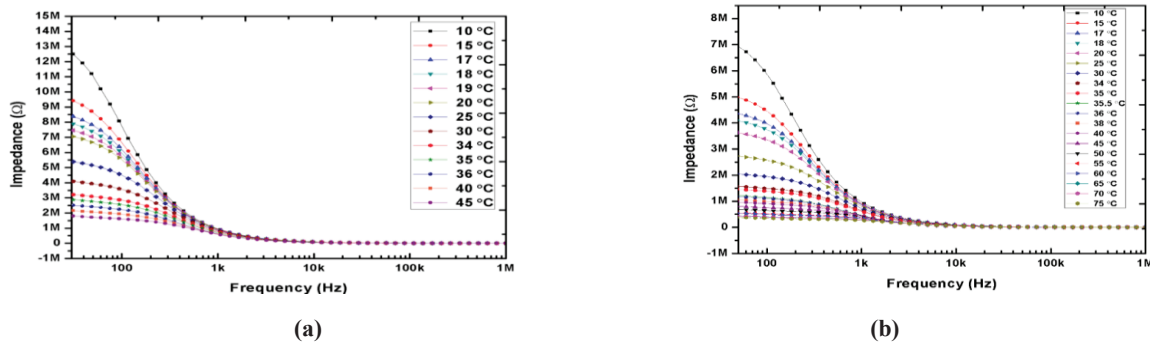 15M
14M
13M
12M
11M
10M
9M
8M
7M
6M
5M
4M
3M
2M
1M
0
-1M
Impedance (Ω)
100
1k
10k
100k
1M
Frequency (Hz)
10 °C
15 °C
17 °C
18 °C
19 °C
20 °C
25 °C
30 °C
34 °C
35 °C
36 °C
40 °C
45 °C
(a)
8M
7M
6M
5M
4M
3M
2M
1M
0
-1M
Impedance (Ω)
100
1k
10k
100k
1M
Frequency (Hz)
10 °C
15 °C
17 °C
18 °C
20 °C
25 °C
30 °C
34 °C
35 °C
35.5 °C
36 °C
38 °C
40 °C
45 °C
50 °C
55 °C
60 °C
65 °C
70 °C
75 °C
(b)